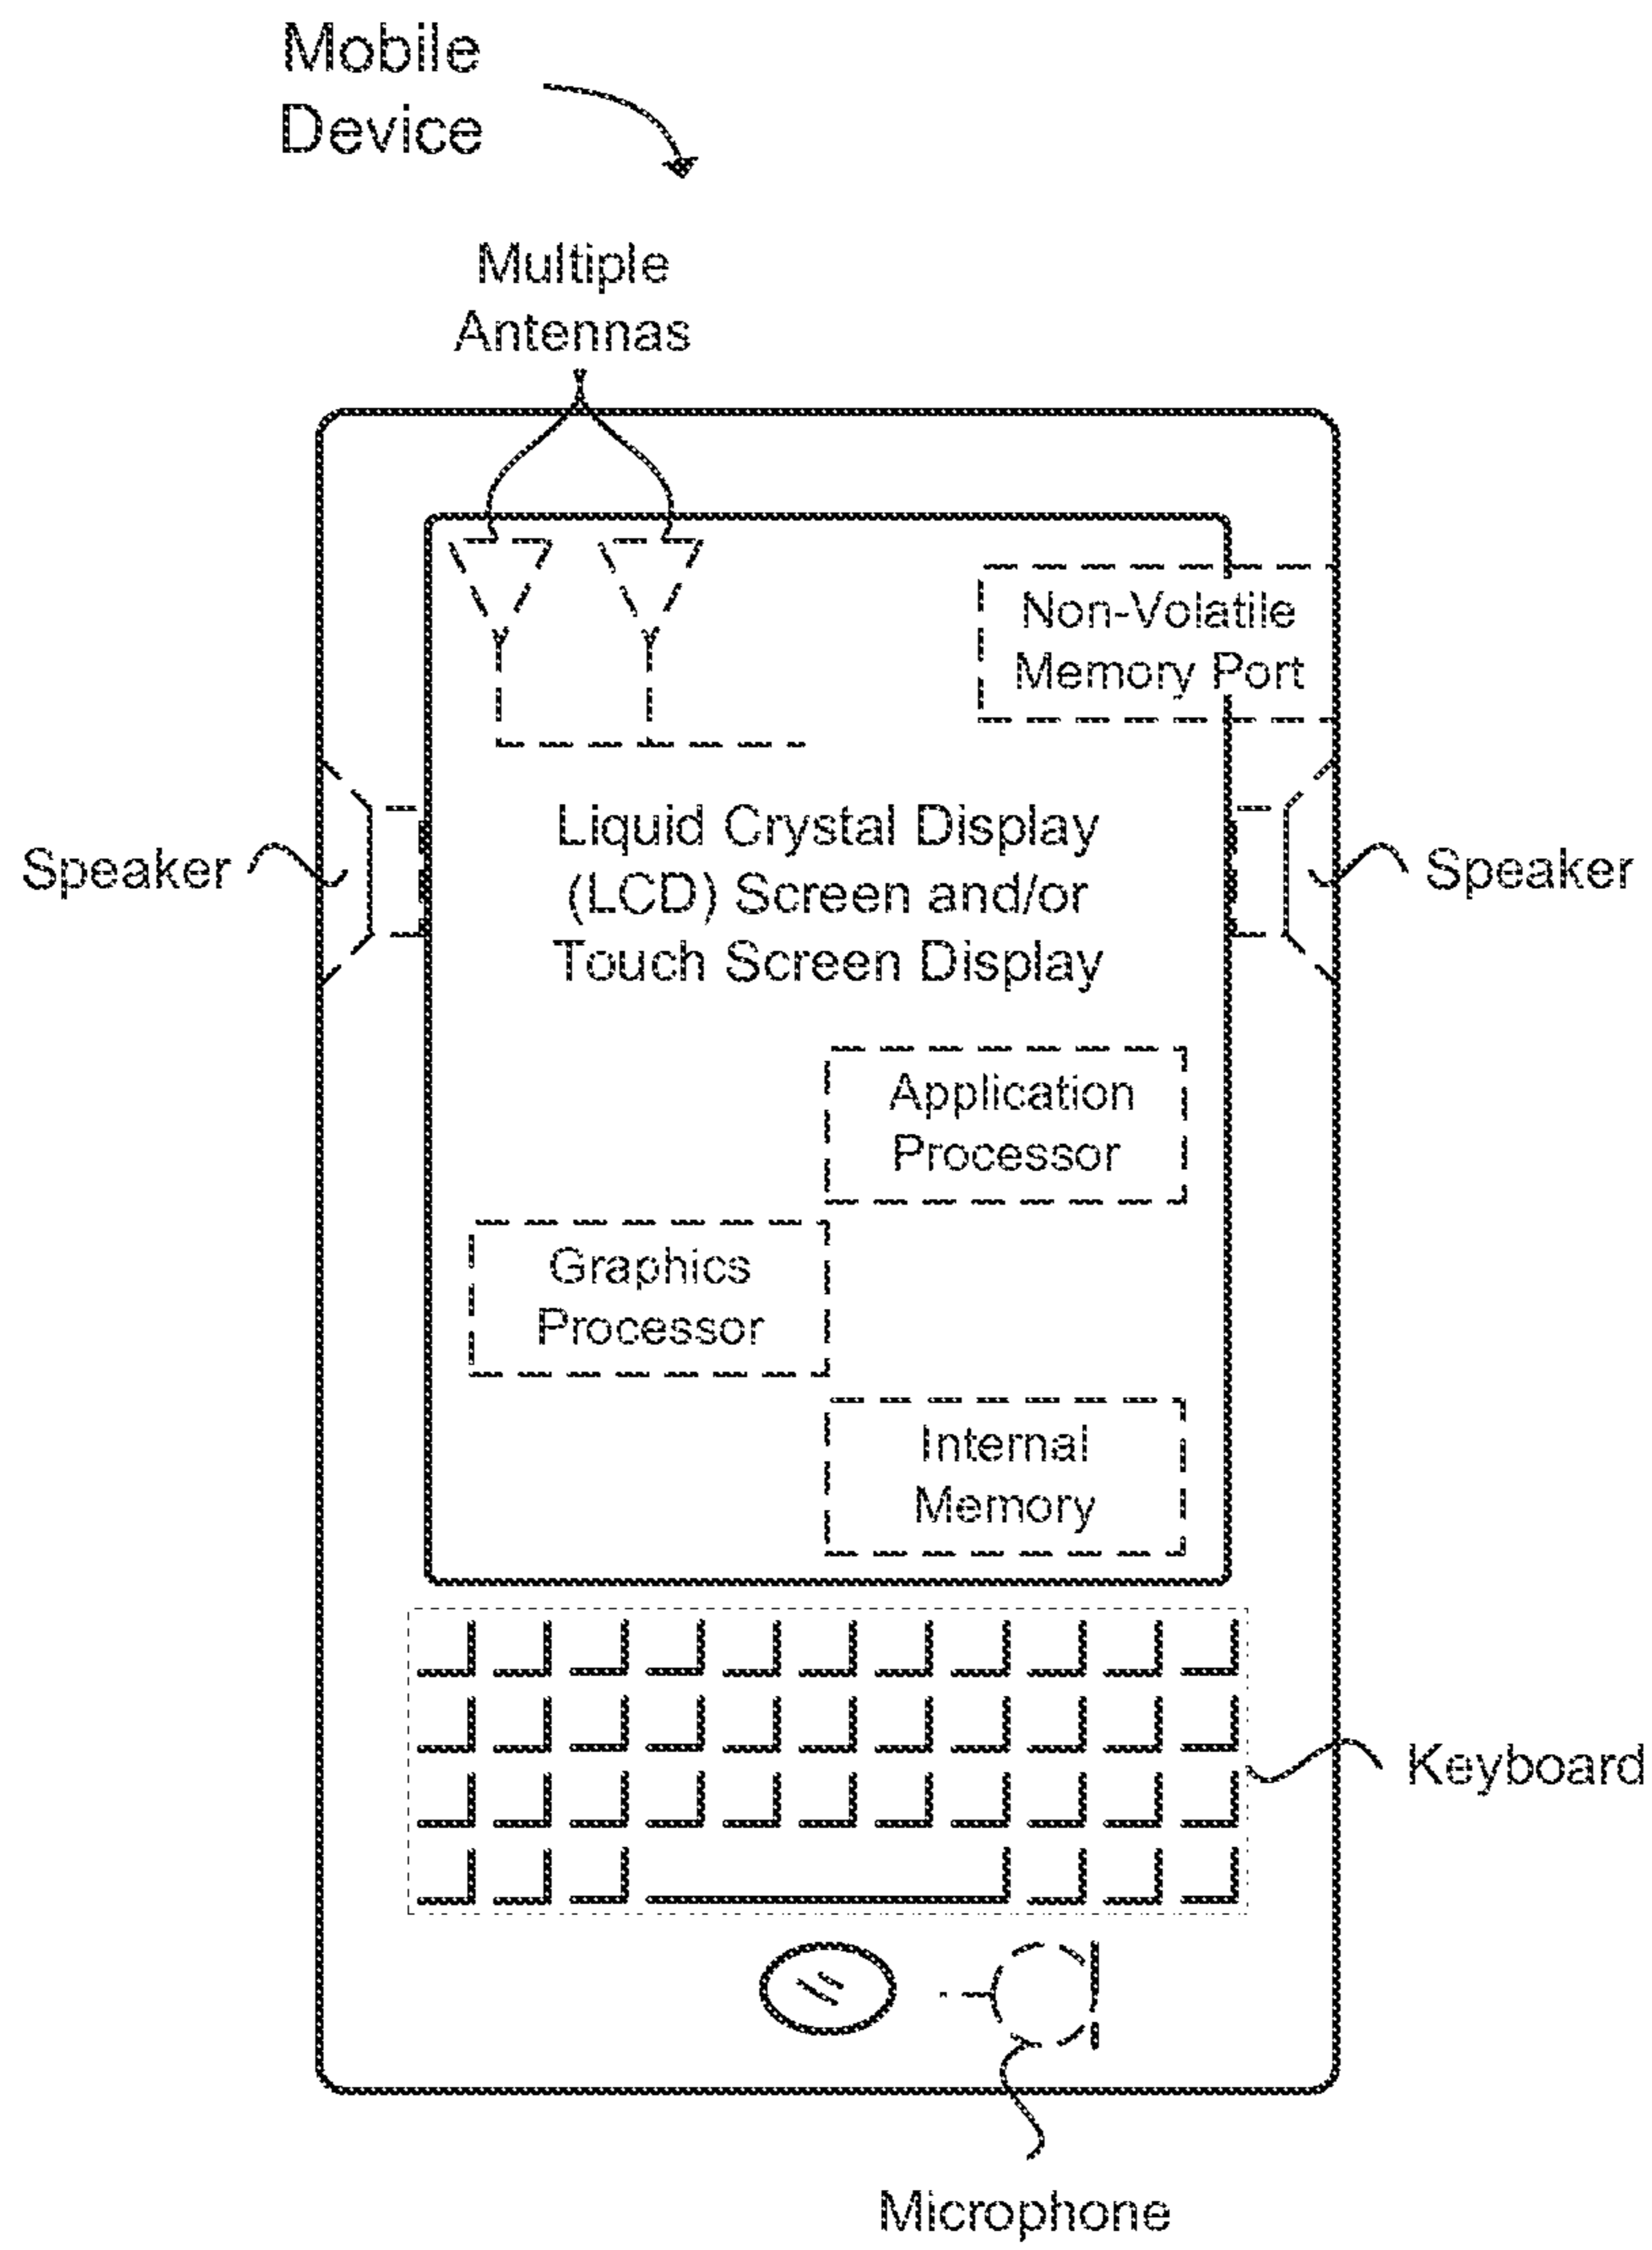 Mobile
Device
Multiple
Antennas
Non-Volatile
Memory Port
Speaker
Liquid Crystal Display
(LCD) Screen and/or
Touch Screen Display
Speaker
Application
Processor
Graphics
Processor
Internal
Memory
Keyboard
Microphone